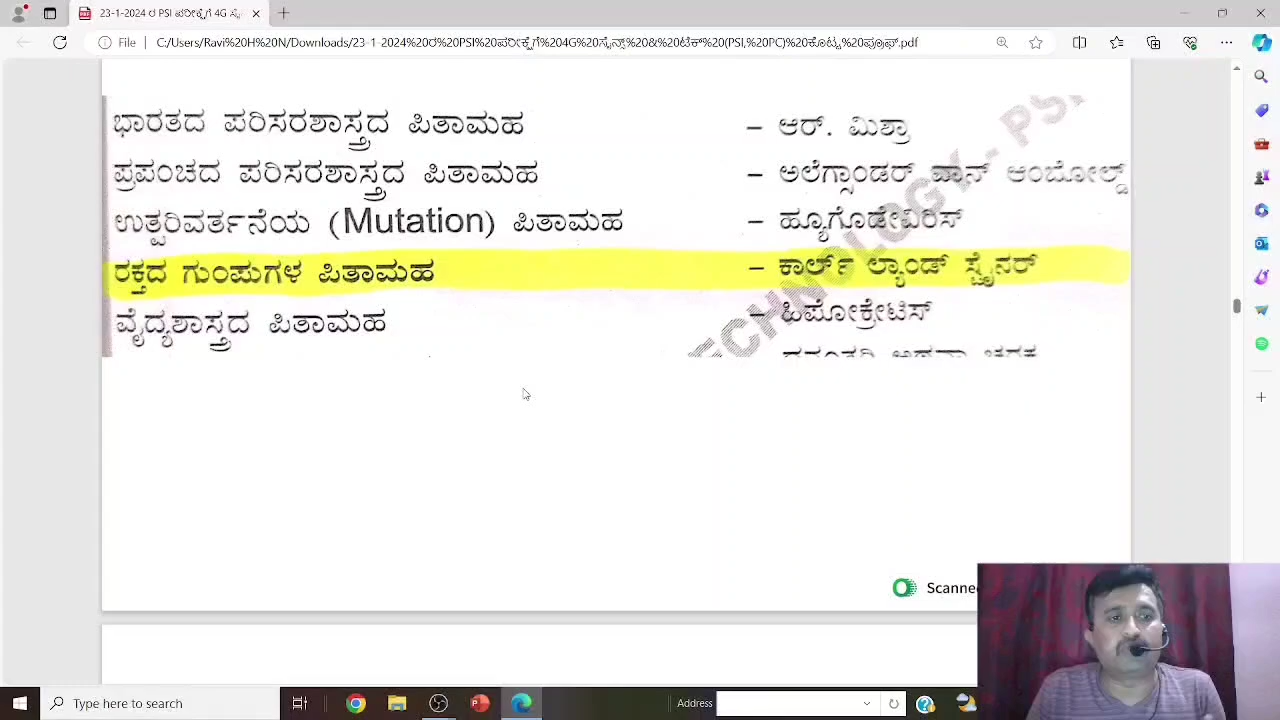 23-1-2024 ರ PSI ಪರೀಕ್ಷೆಗೆ 4G ಸೈ
File C:/Users/Ravi%20H%20N/Downloads/23-1-2024%20ರ%20PSI%20ಪರೀಕ್ಷೆಗೆ%204G%20ಸೈನ್ಸ್%20&%20ಟೆಕ್%20(PSI,%20PC)%20ಕೊಟ್ಟ%20ಪ್ರೂಫ್.pdf
ಭಾರತದ ಪರಿಸರಶಾಸ್ತ್ರದ ಪಿತಾಮಹ – ಆರ್. ಮಿಶ್ರಾ
ಪ್ರಪಂಚದ ಪರಿಸರಶಾಸ್ತ್ರದ ಪಿತಾಮಹ – ಅಲೆಗ್ಸಾಂಡರ್ ವಾನ್ ಆಂಬೋಲ್ಡ್
ಉತ್ಪರಿವರ್ತನೆಯ (Mutation) ಪಿತಾಮಹ – ಹ್ಯೂಗೊಡೇವಿರಿಸ್
ರಕ್ತದ ಗುಂಪುಗಳ ಪಿತಾಮಹ – ಕಾರ್ಲ್ ಲ್ಯಾಂಡ್ ಸ್ಟೈನರ್
ವೈದ್ಯಶಾಸ್ತ್ರದ ಪಿತಾಮಹ – ಹಿಪೋಕ್ರೇಟಿಸ್
TECHNOLOGY - PSI
Scanne
Type here to search
Address